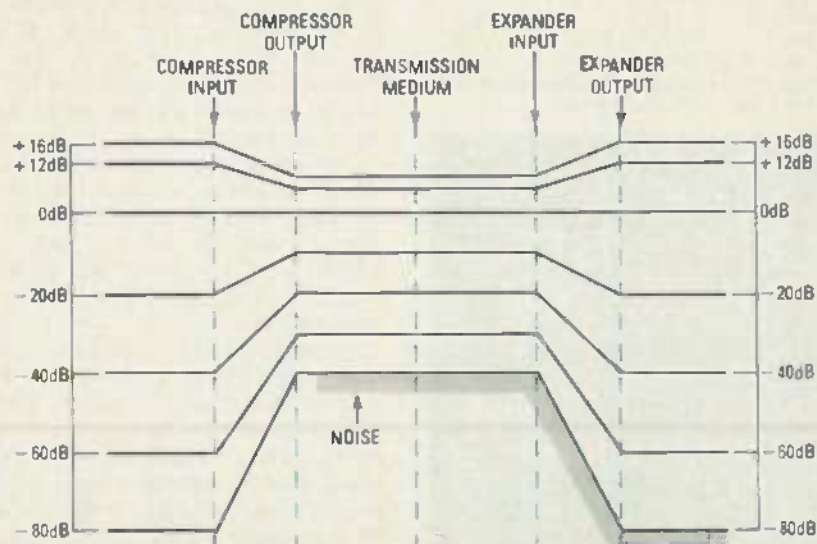 COMPRESSOR
OUTPUT
EXPANDER
INPUT
COMPRESSOR
INPUT
TRANSMISSION
MEDIUM
EXPANDER
OUTPUT
+ 16dB
+ 12dB
0dB
− 20dB
− 40dB
− 60dB
− 80dB
NOISE
+ 16dB
+ 12dB
0dB
− 20dB
− 40dB
− 60dB
− 80dB